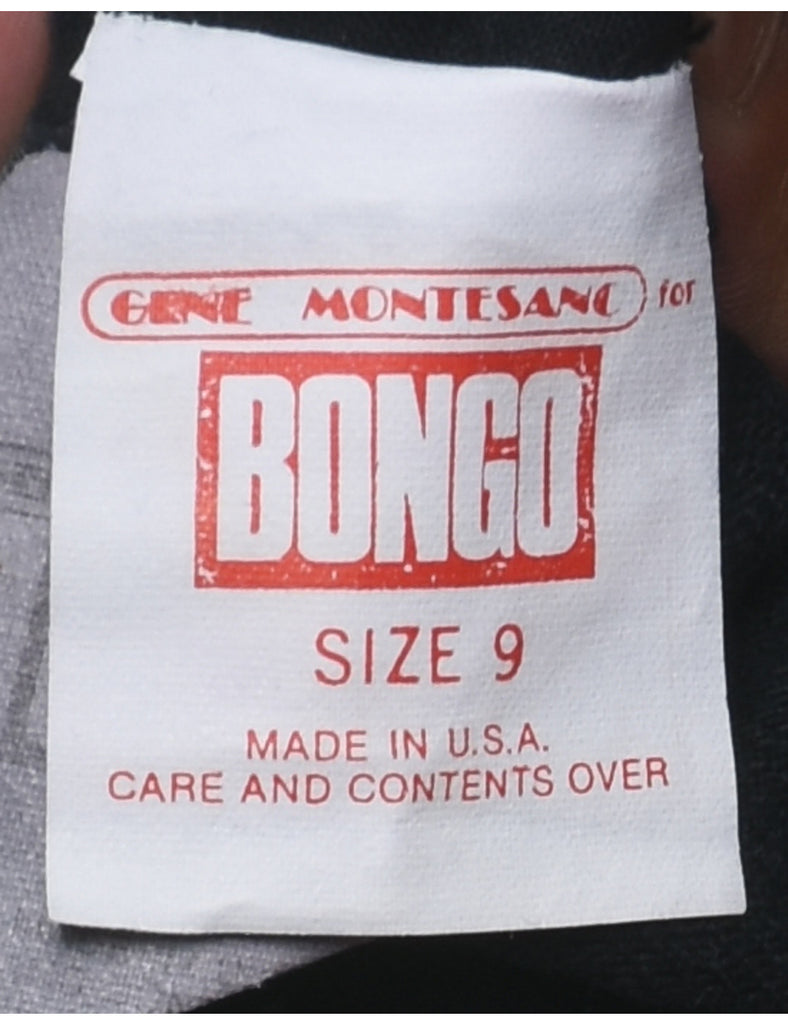 GENE MONTESANO for
BONGO
SIZE 9
MADE IN U.S.A.
CARE AND CONTENTS OVER